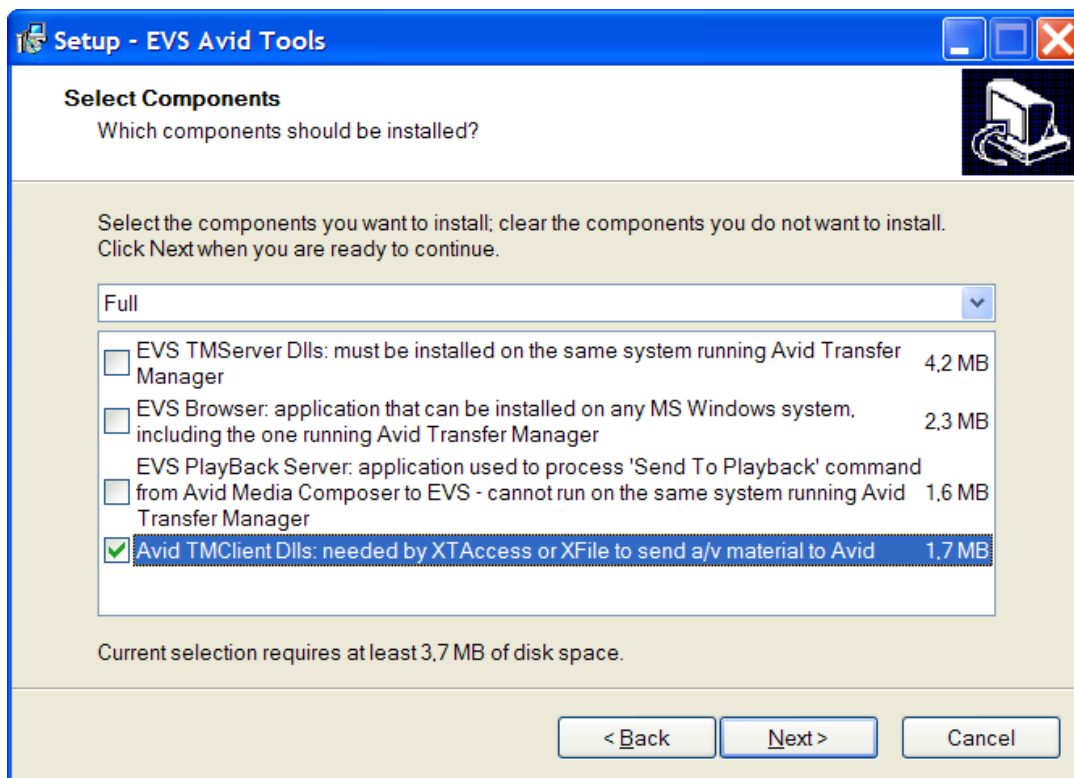 Setup - EVS Avid Tools
Select Components
Which components should be installed?
Select the components you want to install; clear the components you do not want to install.
Click Next when you are ready to continue.
Full
EVS TMServer Dlls: must be installed on the same system running Avid Transfer
Manager
4,2 MB
EVS Browser: application that can be installed on any MS Windows system,
including the one running Avid Transfer Manager
2,3 MB
EVS PlayBack Server: application used to process 'Send To Playback' command
from Avid Media Composer to EVS - cannot run on the same system running Avid
Transfer Manager
1,6 MB
Avid TMClient Dlls: needed by XTAccess or XFile to send a/v material to Avid 1,7 MB
Current selection requires at least 3,7 MB of disk space.
< Back Next > Cancel